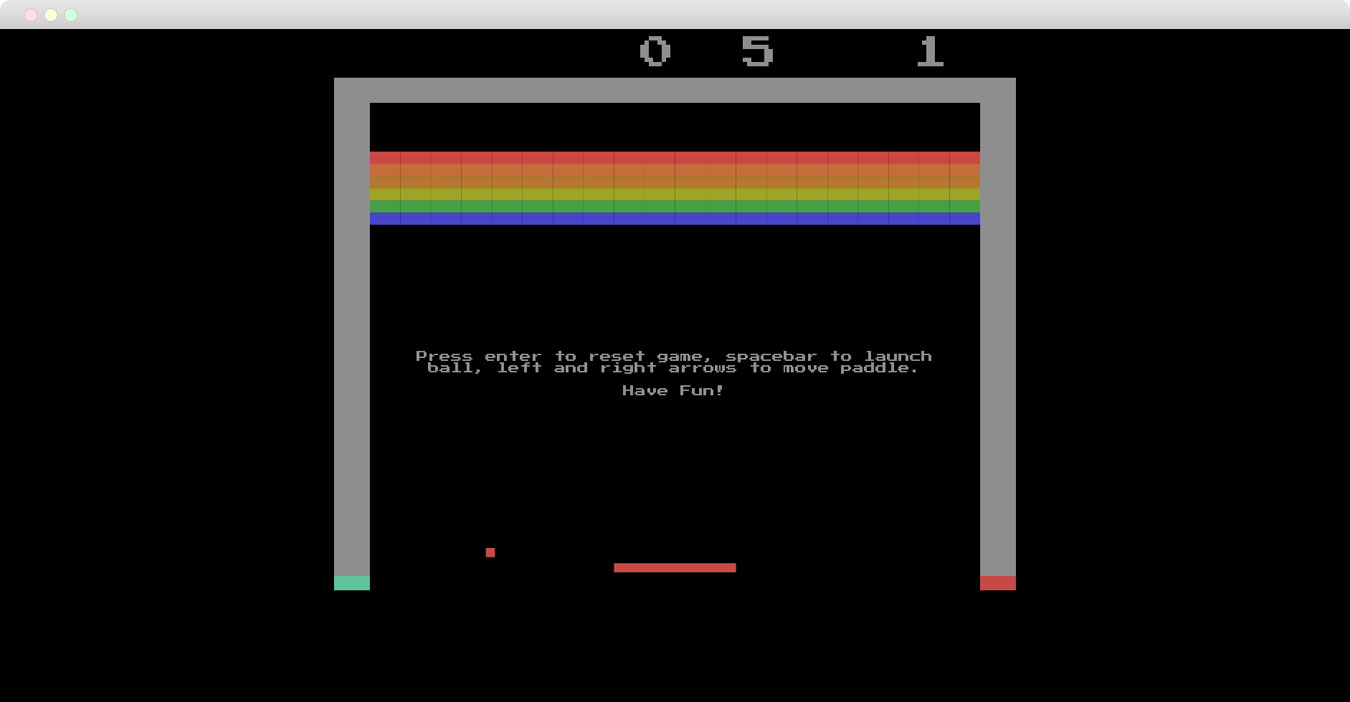 0 5 1
Press enter to reset game, spacebar to launch
ball, left and right arrows to move paddle.
Have Fun!